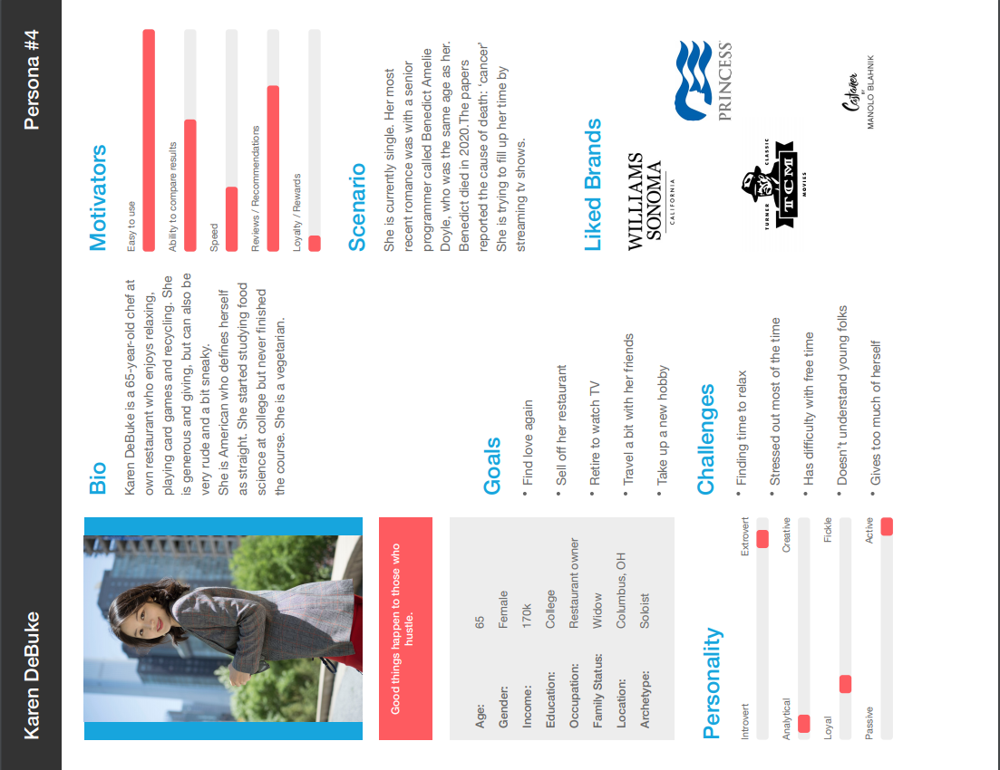 Karen DeBuke
Persona #4
Good things happen to those who
hustle.
Age: 65
Gender: Female
Income: 170k
Education: College
Occupation: Restaurant owner
Family Status: Widow
Location: Columbus, OH
Archetype: Soloist
Personality
Introvert Extrovert
Analytical Creative
Loyal Fickle
Passive Active
Bio
Karen DeBuke is a 65-year-old chef at
own restaurant who enjoys relaxing,
playing card games and recycling. She
is generous and giving, but can also be
very rude and a bit sneaky.
She is American who defines herself
as straight. She started studying food
science at college but never finished
the course. She is a vegetarian.
Goals
• Find love again
• Sell off her restaurant
• Retire to watch TV
• Travel a bit with her friends
• Take up a new hobby
Challenges
• Finding time to relax
• Stressed out most of the time
• Has difficulty with free time
• Doesn't understand young folks
• Gives too much of herself
Motivators
Easy to use
Ability to compare results
Speed
Reviews / Recommendations
Loyalty / Rewards
Scenario
She is currently single. Her most
recent romance was with a senior
programmer called Benedict Amelie
Doyle, who was the same age as her.
Benedict died in 2020.The papers
reported the cause of death: 'cancer'
She is trying to fill up her time by
streaming tv shows.
Liked Brands
WILLIAMS
SONOMA
CALIFORNIA
PRINCESS
TURNER CLASSIC
TCM
MOVIES
Castañer
BY
MANOLO BLAHNIK